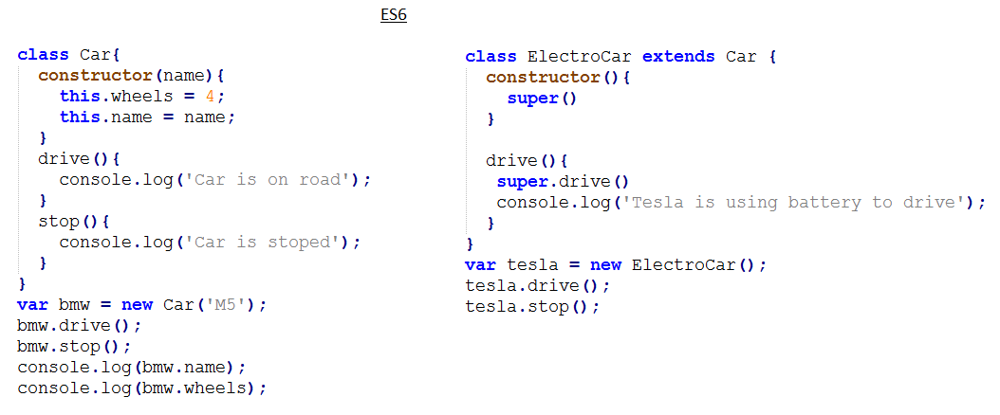 ES6
class Car{
  constructor(name){
    this.wheels = 4;
    this.name = name;
  }
  drive(){
    console.log('Car is on road');
  }
  stop(){
    console.log('Car is stoped');
  }
}
var bmw = new Car('M5');
bmw.drive();
bmw.stop();
console.log(bmw.name);
console.log(bmw.wheels);
class ElectroCar extends Car {
  constructor(){
    super()
  }

  drive(){
   super.drive()
   console.log('Tesla is using battery to drive');
  }
}
var tesla = new ElectroCar();
tesla.drive();
tesla.stop();